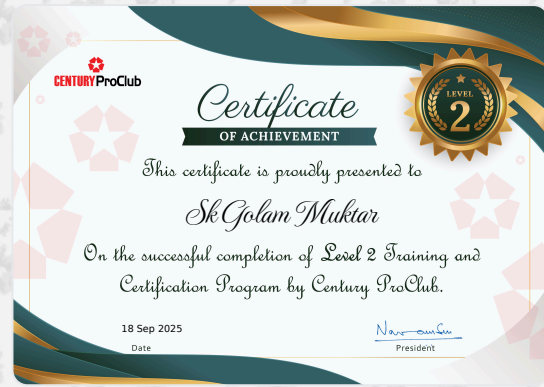 CENTURY ProClub
Certificate
OF ACHIEVEMENT
LEVEL
2
This certificate is proudly presented to
Sk Golam Muktar
On the successful completion of Level 2 Training and
Certification Program by Century ProClub.
18 Sep 2025
Date
President